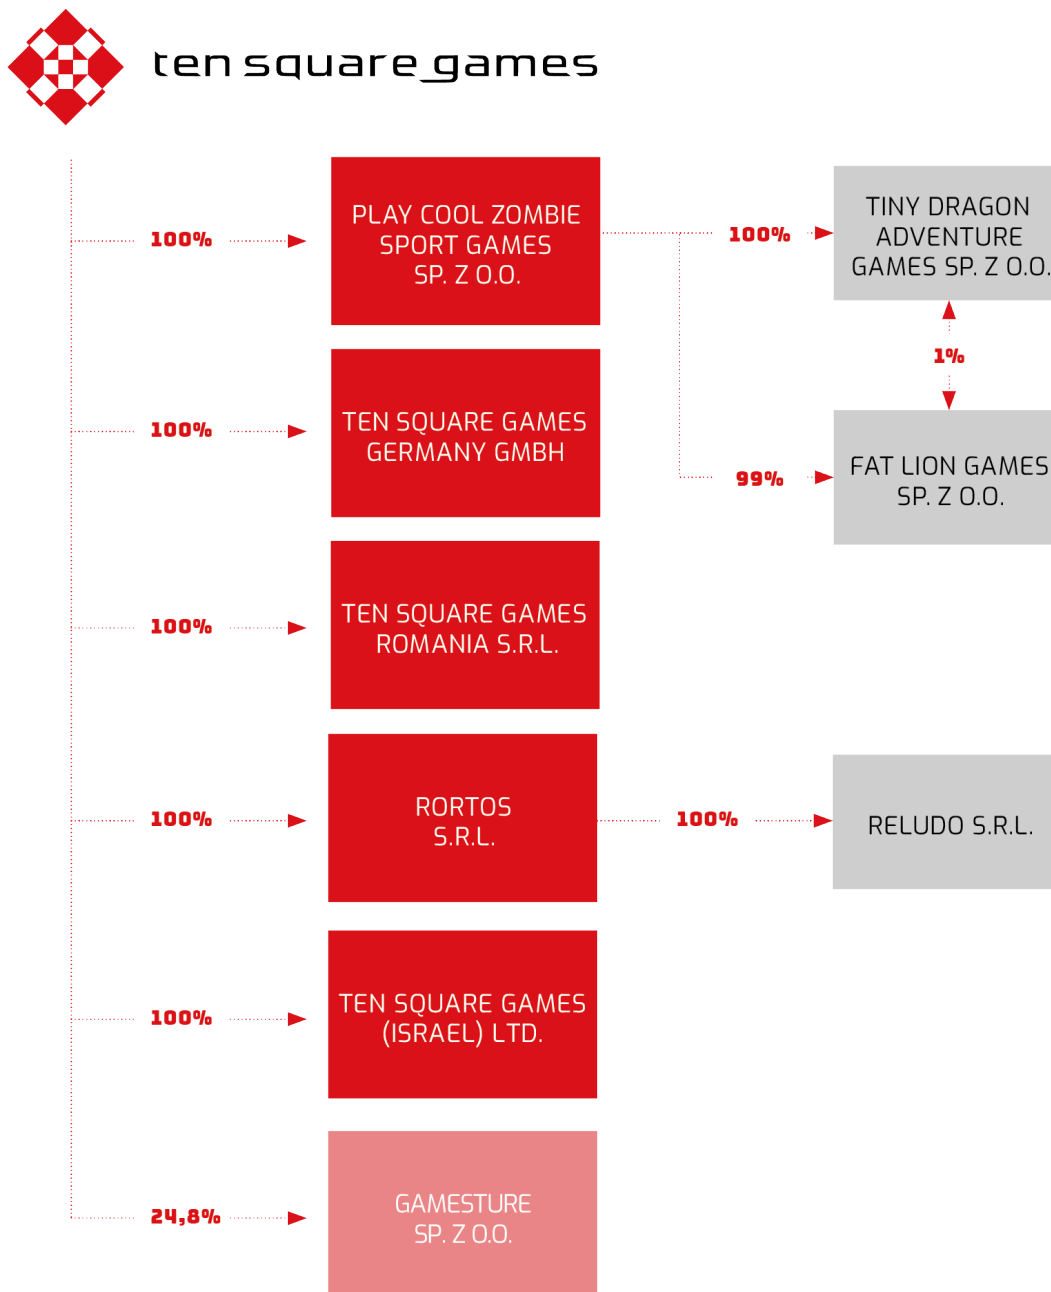 ten square games
100%
PLAY COOL ZOMBIE
SPORT GAMES
SP. Z O.O.
100%
TINY DRAGON
ADVENTURE
GAMES SP. Z O.O.
1%
100%
TEN SQUARE GAMES
GERMANY GMBH
99%
FAT LION GAMES
SP. Z O.O.
100%
TEN SQUARE GAMES
ROMANIA S.R.L.
100%
RORTOS
S.R.L.
100%
RELUDO S.R.L.
100%
TEN SQUARE GAMES
(ISRAEL) LTD.
24,8%
GAMESTURE
SP. Z O.O.